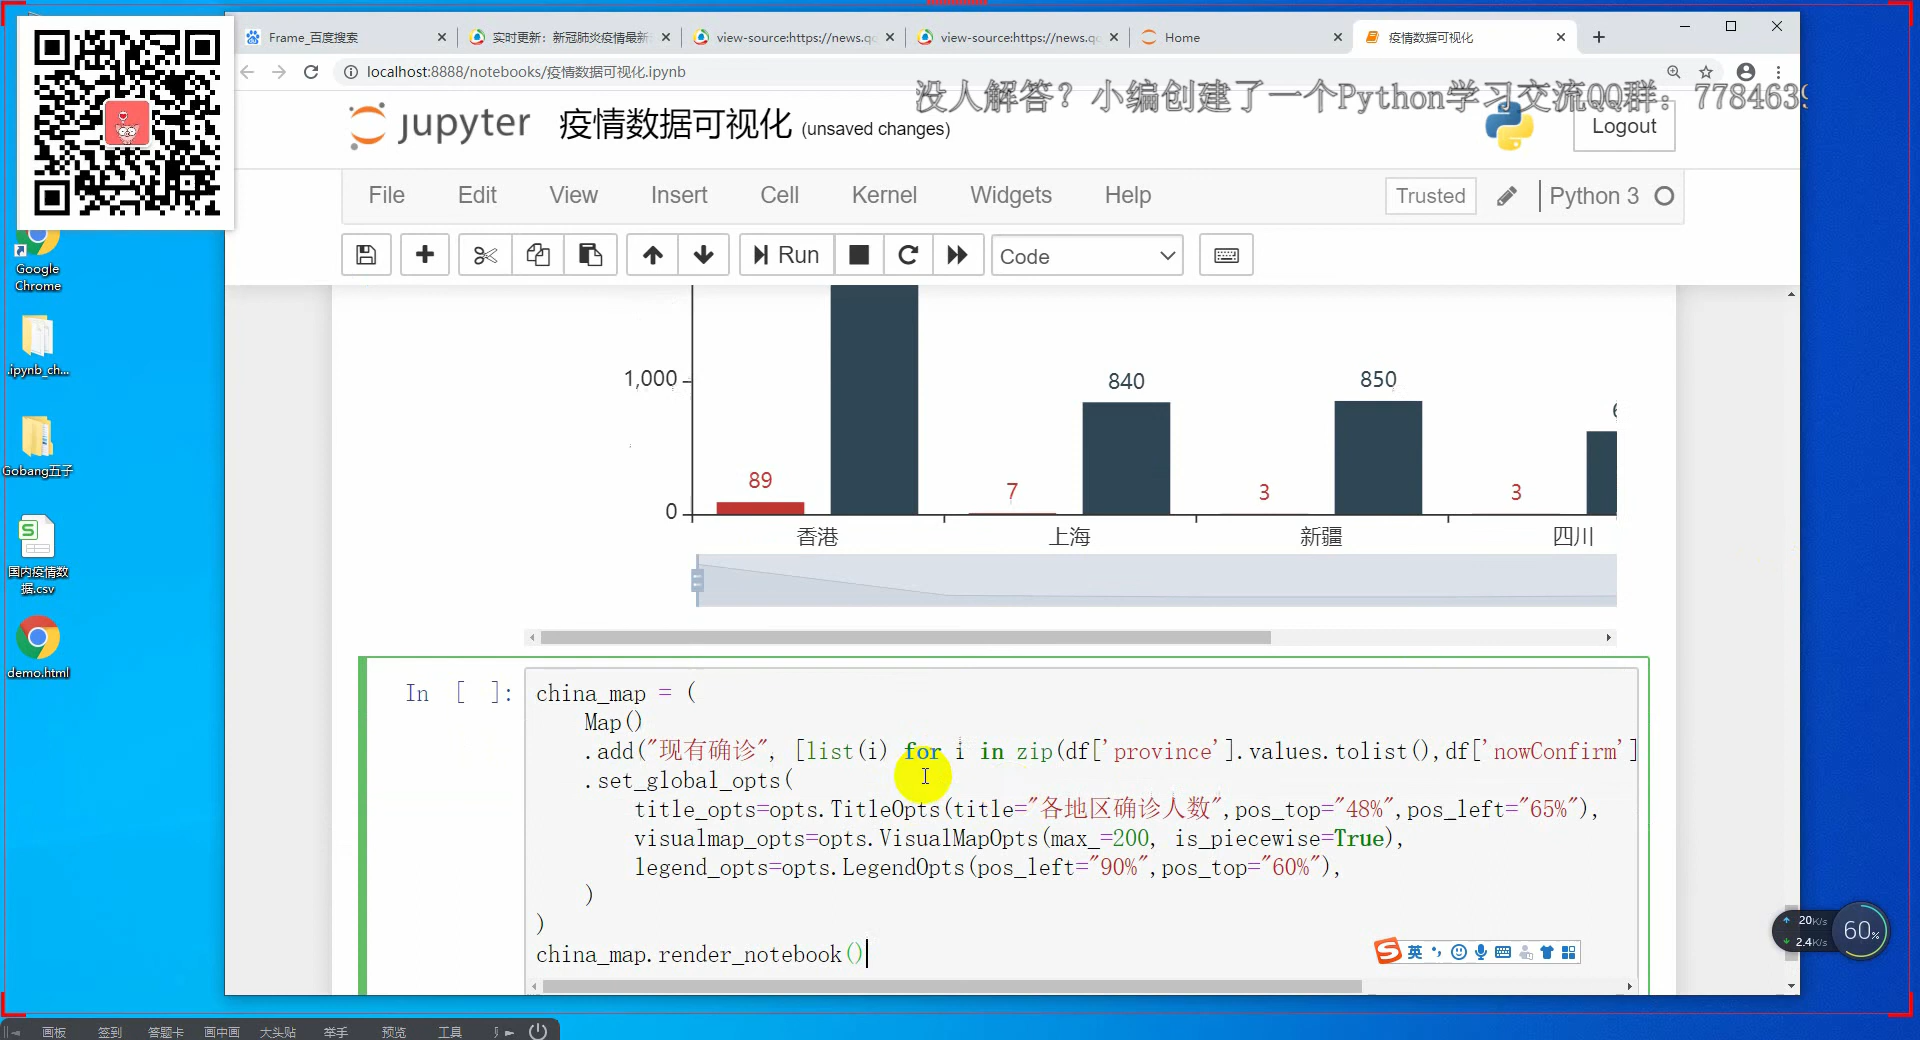 Frame_百度搜索
实时更新：新冠肺炎疫情最新
view-source:https://news.qc
view-source:https://news.qc
Home
疫情数据可视化
localhost:8888/notebooks/疫情数据可视化.ipynb
没人解答？小编创建了一个Python学习交流QQ群：778463
jupyter 疫情数据可视化 (unsaved changes)
Logout
File Edit View Insert Cell Kernel Widgets Help
Trusted Python 3
Run Code
Google Chrome
.ipynb_ch...
Gobang五子
国内疫情数据.csv
demo.html
1,000
0
89
7
840
3
850
3
香港 上海 新疆 四川
In [ ]:
china_map = (
Map()
.add("现有确诊", [list(i) for i in zip(df['province'].values.tolist(),df['nowConfirm']
.set_global_opts(
title_opts=opts.TitleOpts(title="各地区确诊人数",pos_top="48%",pos_left="65%"),
visualmap_opts=opts.VisualMapOpts(max_=200, is_piecewise=True),
legend_opts=opts.LegendOpts(pos_left="90%",pos_top="60%"),
)
)
china_map.render_notebook()
英
20K/s
2.4K/s
60%
画板 签到 答题卡 画中画 大头贴 举手 预览 工具